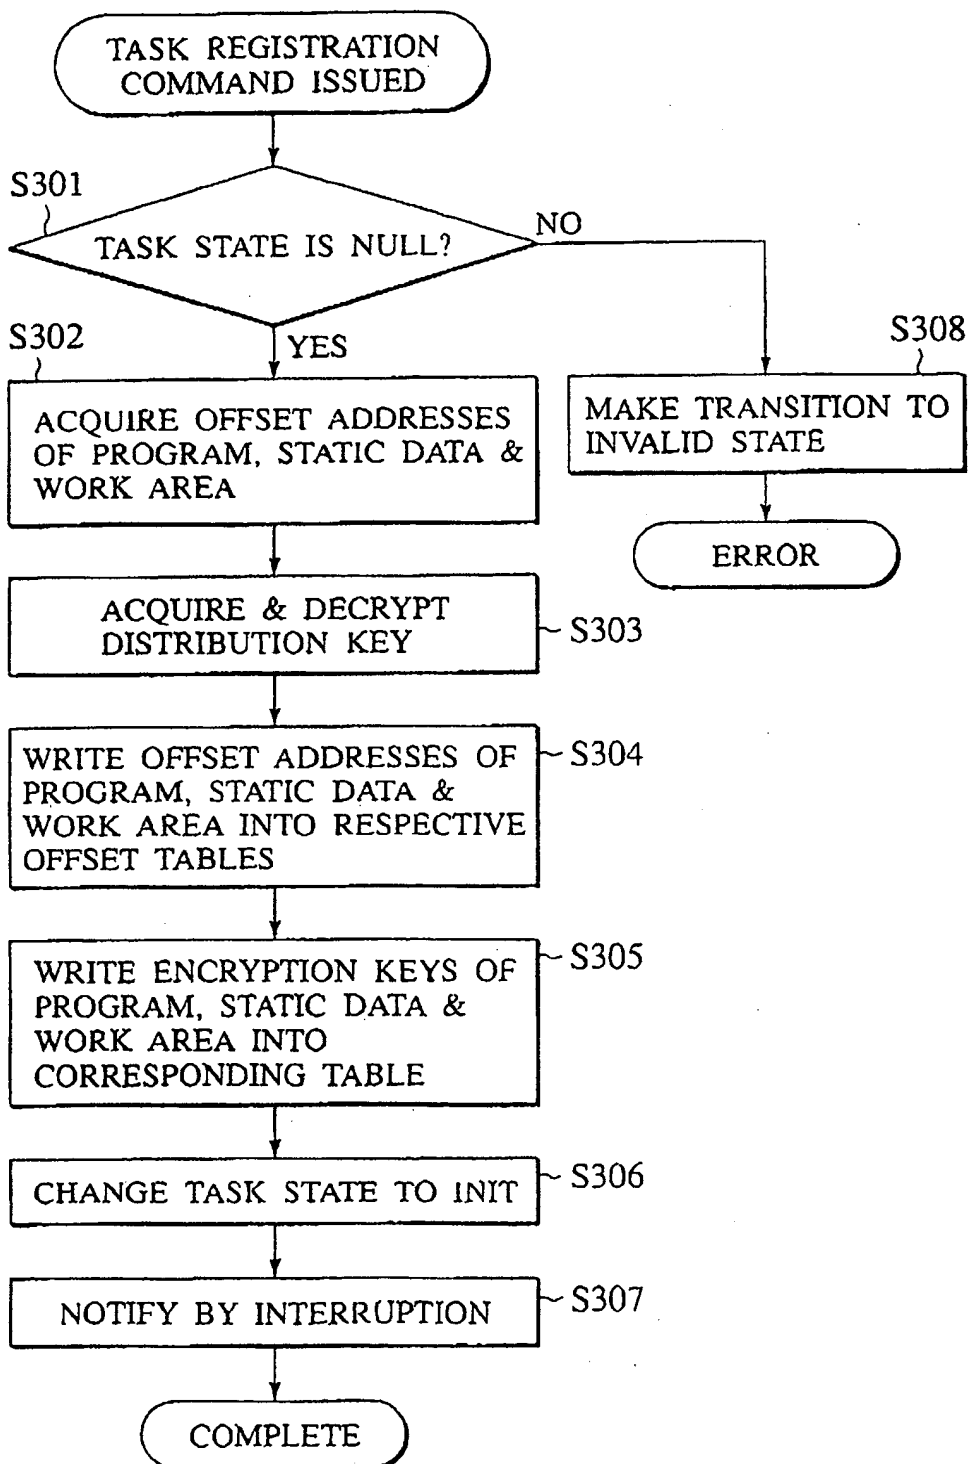 TASK REGISTRATION
COMMAND ISSUED
S301
TASK STATE IS NULL?
NO
YES
S302
ACQUIRE OFFSET ADDRESSES
OF PROGRAM, STATIC DATA &
WORK AREA
S308
MAKE TRANSITION TO
INVALID STATE
ERROR
ACQUIRE & DECRYPT
DISTRIBUTION KEY
S303
WRITE OFFSET ADDRESSES OF
PROGRAM, STATIC DATA &
WORK AREA INTO RESPECTIVE
OFFSET TABLES
S304
WRITE ENCRYPTION KEYS OF
PROGRAM, STATIC DATA &
WORK AREA INTO
CORRESPONDING TABLE
S305
CHANGE TASK STATE TO INIT
S306
NOTIFY BY INTERRUPTION
S307
COMPLETE